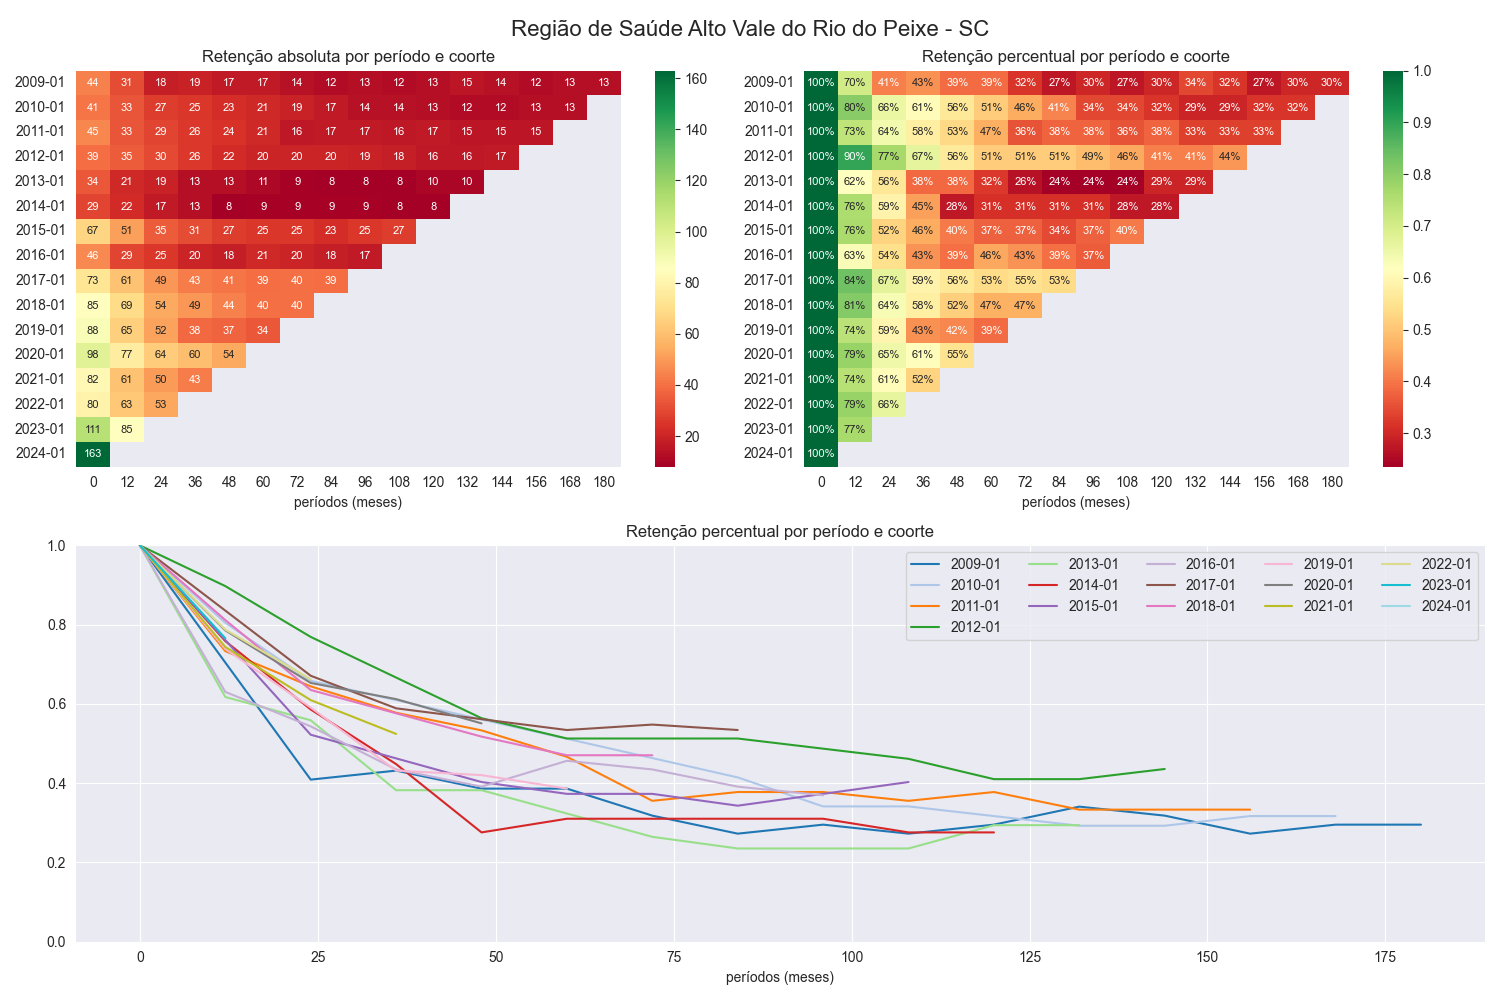 Região de Saúde Alto Vale do Rio do Peixe - SC
Retenção absoluta por período e coorte
2009-01 44 31 18 19 17 17 14 12 13 12 13 15 14 12 13 13
2010-01 41 33 27 25 23 21 19 17 14 14 13 12 12 13 13
2011-01 45 33 29 26 24 21 16 17 17 16 17 15 15 15
2012-01 39 35 30 26 22 20 20 20 19 18 16 16 17
2013-01 34 21 19 13 13 11 9 8 8 8 10 10
2014-01 29 22 17 13 8 9 9 9 9 8 8
2015-01 67 51 35 31 27 25 25 23 25 27
2016-01 46 29 25 20 18 21 20 18 17
2017-01 73 61 49 43 41 39 40 39
2018-01 85 69 54 49 44 40 40
2019-01 88 65 52 38 37 34
2020-01 98 77 64 60 54
2021-01 82 61 50 43
2022-01 80 63 53
2023-01 111 85
2024-01 163
0 12 24 36 48 60 72 84 96 108 120 132 144 156 168 180
períodos (meses)
160
140
120
100
80
60
40
20
Retenção percentual por período e coorte
2009-01 100% 70% 41% 43% 39% 39% 32% 27% 30% 27% 30% 34% 32% 27% 30% 30%
2010-01 100% 80% 66% 61% 56% 51% 46% 41% 34% 34% 32% 29% 29% 32% 32%
2011-01 100% 73% 64% 58% 53% 47% 36% 38% 38% 36% 38% 33% 33% 33%
2012-01 100% 90% 77% 67% 56% 51% 51% 51% 49% 46% 41% 41% 44%
2013-01 100% 62% 56% 38% 38% 32% 26% 24% 24% 24% 29% 29%
2014-01 100% 76% 59% 45% 28% 31% 31% 31% 31% 28% 28%
2015-01 100% 76% 52% 46% 40% 37% 37% 34% 37% 40%
2016-01 100% 63% 54% 43% 39% 46% 43% 39% 37%
2017-01 100% 84% 67% 59% 56% 53% 55% 53%
2018-01 100% 81% 64% 58% 52% 47% 47%
2019-01 100% 74% 59% 43% 42% 39%
2020-01 100% 79% 65% 61% 55%
2021-01 100% 74% 61% 52%
2022-01 100% 79% 66%
2023-01 100% 77%
2024-01 100%
0 12 24 36 48 60 72 84 96 108 120 132 144 156 168 180
períodos (meses)
1.0
0.9
0.8
0.7
0.6
0.5
0.4
0.3
Retenção percentual por período e coorte
1.0
0.8
0.6
0.4
0.2
0.0
2009-01 2013-01 2016-01 2019-01 2022-01
2010-01 2014-01 2017-01 2020-01 2023-01
2011-01 2015-01 2018-01 2021-01 2024-01
2012-01
0 25 50 75 100 125 150 175
períodos (meses)